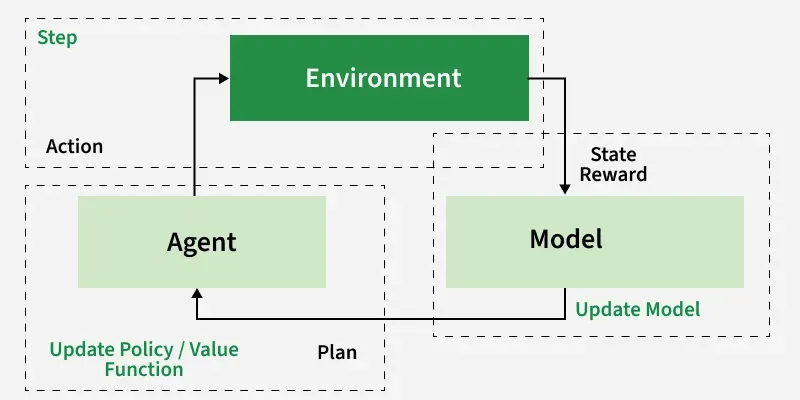 Step
Environment
Action
State
Reward
Agent
Model
Update Model
Update Policy / Value
Function
Plan